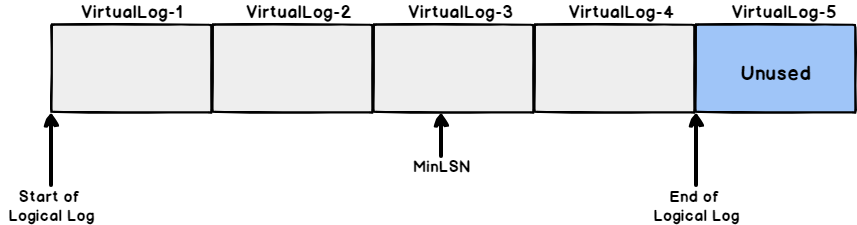 VirtualLog-1 VirtualLog-2 VirtualLog-3 VirtualLog-4 VirtualLog-5
Unused
MinLSN
Start of
Logical Log
End of
Logical Log